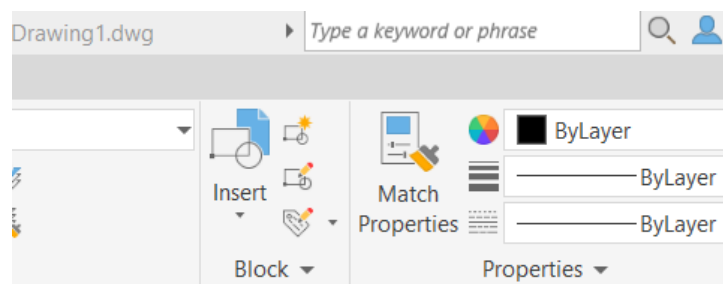 Drawing1.dwg
Type a keyword or phrase
ByLayer
Insert
Match
Properties
ByLayer
ByLayer
Block
Properties